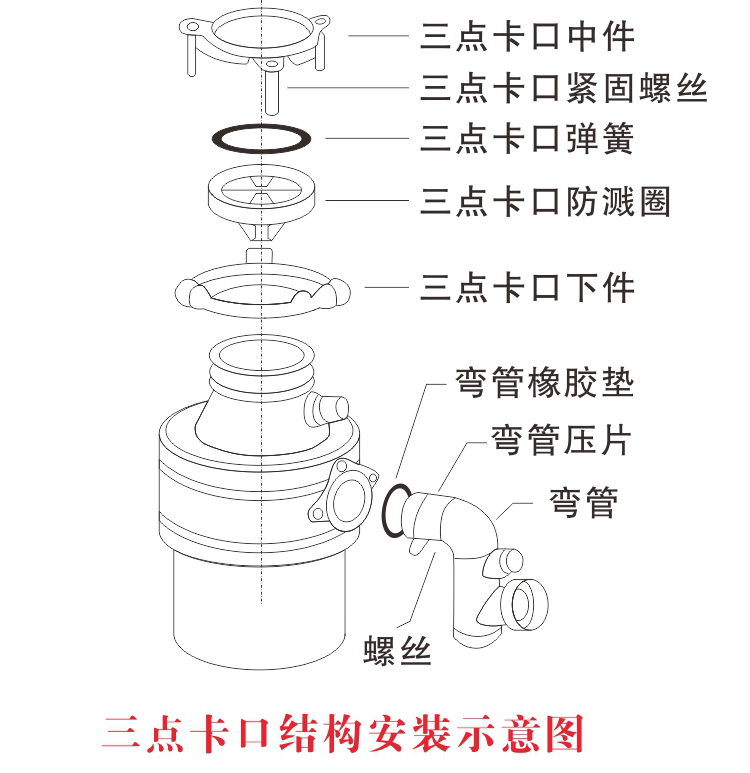 三点卡口中件
三点卡口紧固螺丝
三点卡口弹簧
三点卡口防溅圈
三点卡口下件
弯管橡胶垫
弯管压片
弯管
螺丝
三点卡口结构安装示意图